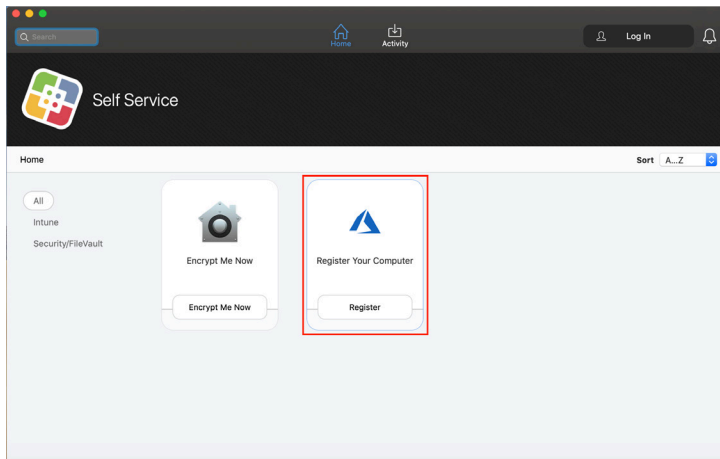 Search
Home
Activity
Log In
Self Service
Home
Sort A...Z
All
Intune
Security/FileVault
Encrypt Me Now
Encrypt Me Now
Register Your Computer
Register